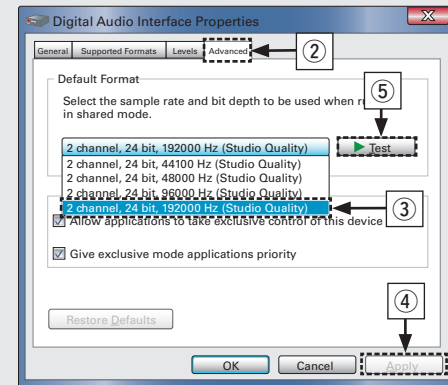 Digital Audio Interface Properties
X
General Supported Formats Levels Advanced
②
Default Format
Select the sample rate and bit depth to be used when r
in shared mode.
⑤
2 channel, 24 bit, 192000 Hz (Studio Quality)
Test
2 channel, 24 bit, 44100 Hz (Studio Quality)
2 channel, 24 bit, 48000 Hz (Studio Quality)
2 channel, 24 bit, 96000 Hz (Studio Quality)
2 channel, 24 bit, 192000 Hz (Studio Quality)
③
Allow applications to take exclusive control of this device
Give exclusive mode applications priority
④
Restore Defaults
OK Cancel Apply